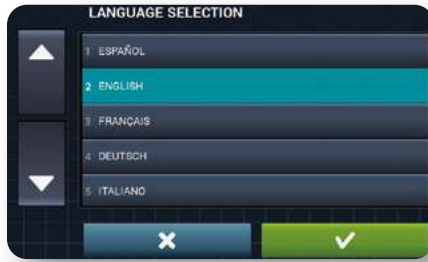 LANGUAGE SELECTION
1 ESPAÑOL
2 ENGLISH
3 FRANÇAIS
4 DEUTSCH
5 ITALIANO